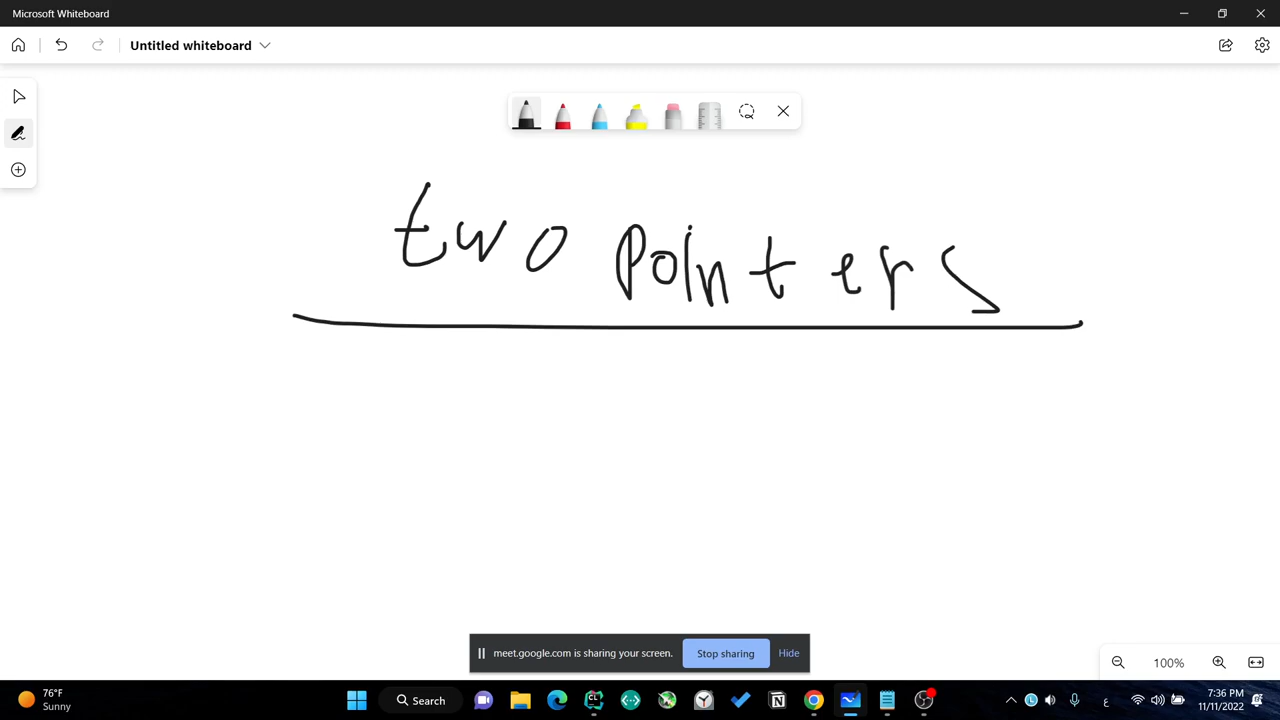 Microsoft Whiteboard
Untitled whiteboard
two pointers
meet.google.com is sharing your screen.
Stop sharing
Hide
100%
76°F
Sunny
Search
ع
7:36 PM
11/11/2022